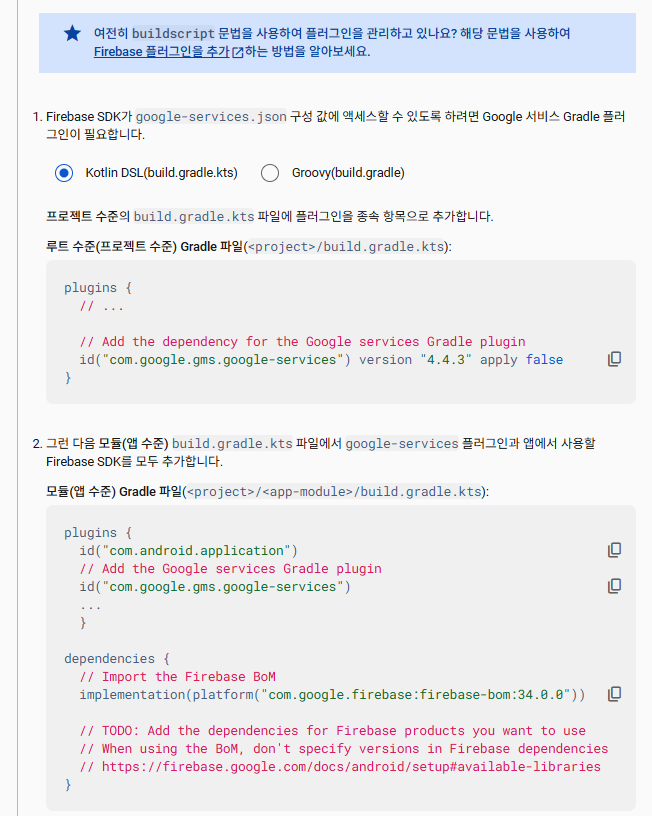 여전히 buildscript 문법을 사용하여 플러그인을 관리하고 있나요? 해당 문법을 사용하여
Firebase 플러그인을 추가하는 방법을 알아보세요.
1. Firebase SDK가 google-services.json 구성 값에 액세스할 수 있도록 하려면 Google 서비스 Gradle 플러
그인이 필요합니다.
Kotlin DSL(build.gradle.kts) Groovy(build.gradle)
프로젝트 수준의 build.gradle.kts 파일에 플러그인을 종속 항목으로 추가합니다.
루트 수준(프로젝트 수준) Gradle 파일(<project>/build.gradle.kts):
plugins {
// ...
// Add the dependency for the Google services Gradle plugin
id("com.google.gms.google-services") version "4.4.3" apply false
}
2. 그런 다음 모듈(앱 수준) build.gradle.kts 파일에서 google-services 플러그인과 앱에서 사용할
Firebase SDK를 모두 추가합니다.
모듈(앱 수준) Gradle 파일(<project>/<app-module>/build.gradle.kts):
plugins {
id("com.android.application")
// Add the Google services Gradle plugin
id("com.google.gms.google-services")
...
}
dependencies {
// Import the Firebase BoM
implementation(platform("com.google.firebase:firebase-bom:34.0.0"))
// TODO: Add the dependencies for Firebase products you want to use
// When using the BoM, don't specify versions in Firebase dependencies
// https://firebase.google.com/docs/android/setup#available-libraries
}